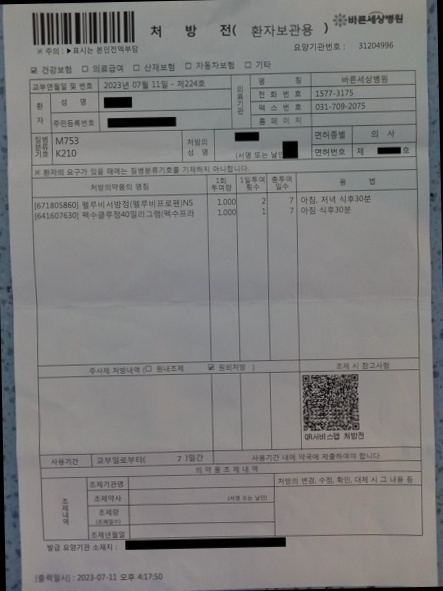 처 방 전( 환자보관용 )
바른세상병원
※ 주의 : ▶표시는 본인전액부담
요양기관번호 : 31204996
☑ 건강보험 ☐ 의료급여 ☐ 산재보험 ☐ 자동차보험 ☐ 기타
교부연월일 및 번호 2023년 07월 11일 - 제224호
의료기관 명 칭 바른세상병원
전 화 번 호 1577-3175
팩 스 번 호 031-709-2075
홈 페 이 지
환자 성 명
주민등록번호
질병분류기호 M753
K210
처방의 성 명 (서명 또는 날인)
면허종별 의 사
면허번호 제 호
※ 환자의 요구가 있을 때에는 질병분류기호를 기재하지 아니합니다.
처방의약품의 명칭 1회투여량 1일투여횟수 총투여일수 용 법
[671805860] 펠루비서방정(펠루비프로펜)NS 1.000 2 7 아침, 저녁 식후30분
[641607630] 펙수클루정40밀리그램(펙수프라 1.000 1 7 아침 식후30분
주사제 처방내역 (☐ 원내조제 ☑ 원외처방 )
조제 시 참고사항
QR서비스앱 처방전
사용기간 교부일로부터( 7 )일간 사용기간 내에 약국에 제출하여야 합니다.
의 약 품 조 제 내 역
조제내역 조제기관명
처방의 변경, 수정, 확인, 대체 시 그 내용 등
조제약사 (서명 또는 날인)
조제량
(조제일수)
조제년월일
발급 요양기관 소재지 :
[출력일시] : 2023-07-11 오후 4:17:50